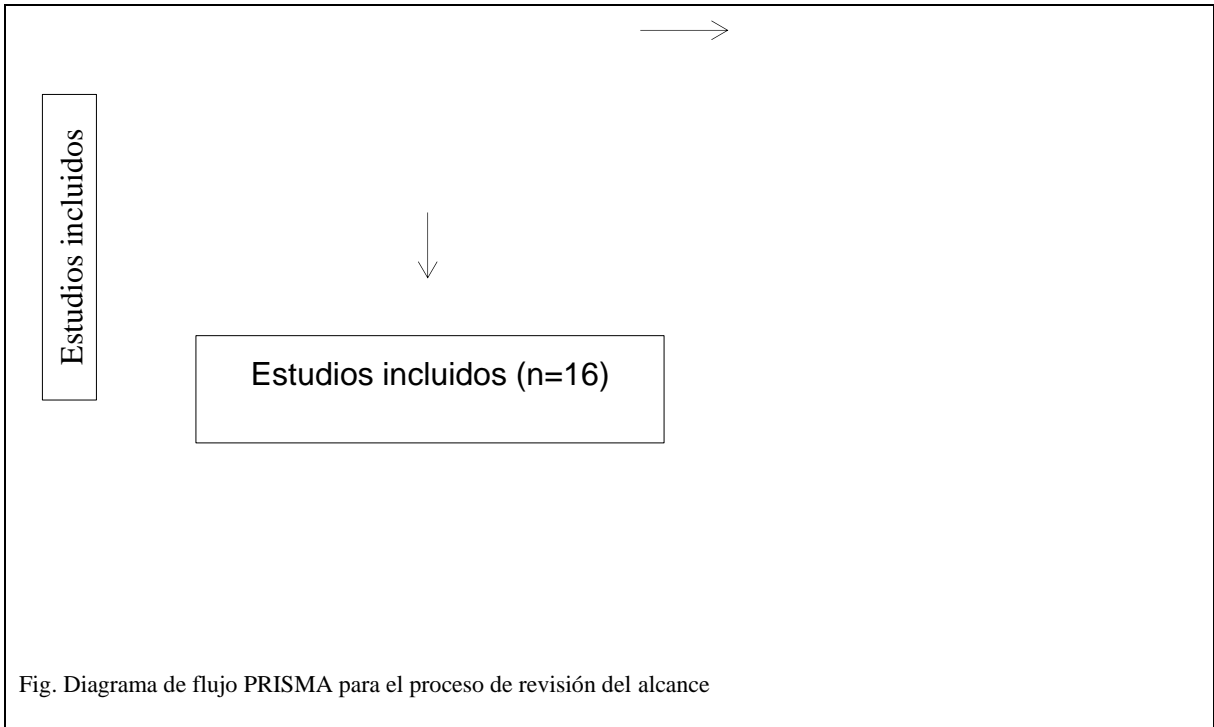 Estudios incluidos
Estudios incluidos (n=16)
Fig. Diagrama de flujo PRISMA para el proceso de revisión del alcance